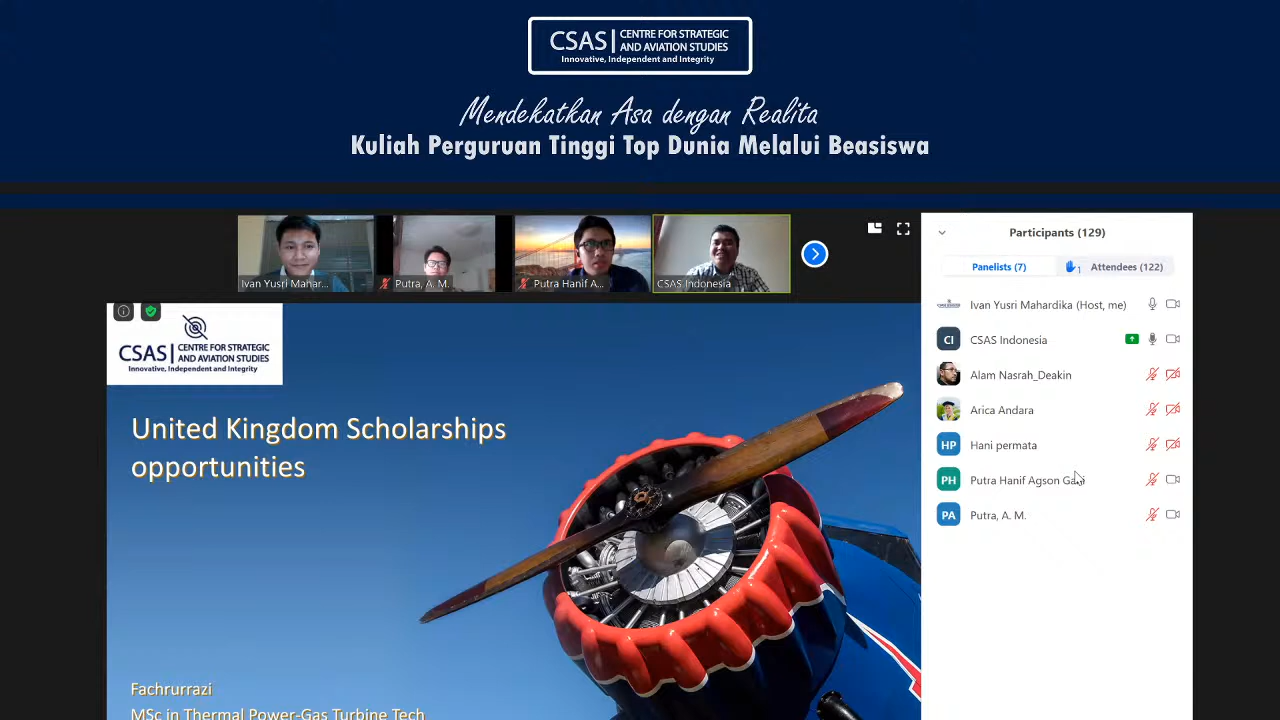 CSAS | CENTRE FOR STRATEGIC
AND AVIATION STUDIES
Innovative, Independent and Integrity
Mendekatkan Asa dengan Realita
Kuliah Perguruan Tinggi Top Dunia Melalui Beasiswa
Ivan Yusri Mahar...
Putra, A. M.
Putra Hanif A...
CSAS Indonesia
Participants (129)
Panelists (7)
1
Attendees (122)
Ivan Yusri Mahardika (Host, me)
CI
CSAS Indonesia
Alam Nasrah_Deakin
Arica Andara
HP
Hani permata
PH
Putra Hanif Agson
PA
Putra, A. M.
CSAS | CENTRE FOR STRATEGIC
AND AVIATION STUDIES
Innovative, Independent and Integrity
United Kingdom Scholarships
opportunities
Fachrurrazi
MSc in Thermal Power-Gas Turbine Tech